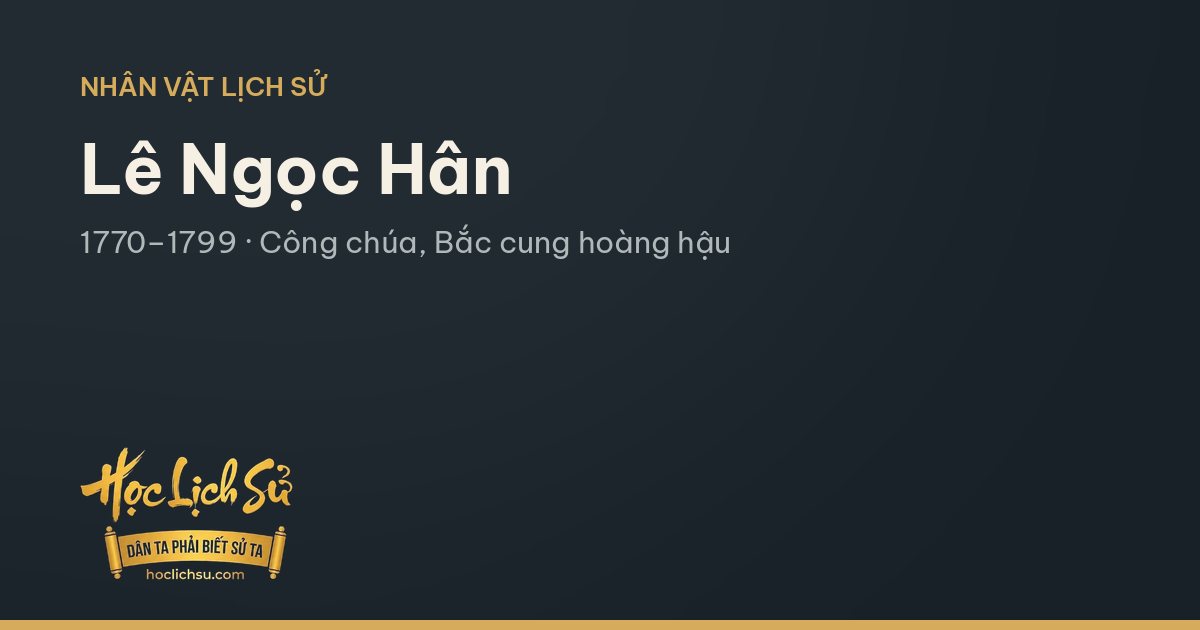 NHÂN VẬT LỊCH SỬ
Lê Ngọc Hân
1770–1799 · Công chúa, Bắc cung hoàng hậu
Học Lịch Sử
DÂN TA PHẢI BIẾT SỬ TA
hoclichsu.com